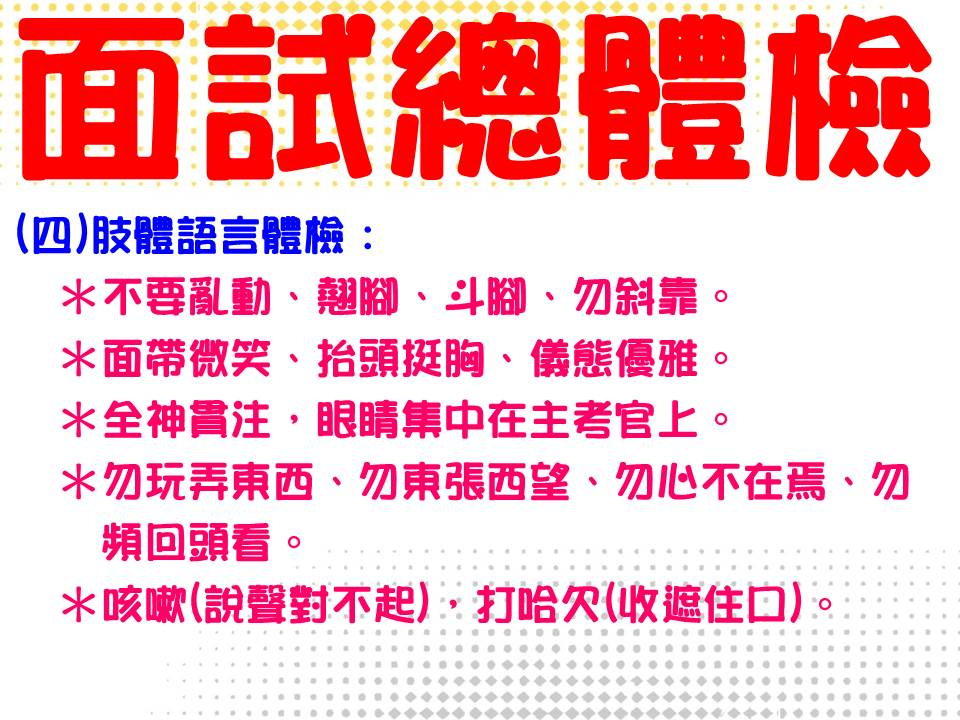 面試總體檢
(四)肢體語言體檢：
＊不要亂動、翹腳、斗腳、勿斜靠。
＊面帶微笑、抬頭挺胸、儀態優雅。
＊全神貫注，眼睛集中在主考官上。
＊勿玩弄東西、勿東張西望、勿心不在焉、勿
頻回頭看。
＊咳嗽(說聲對不起)，打哈欠(收遮住口)。